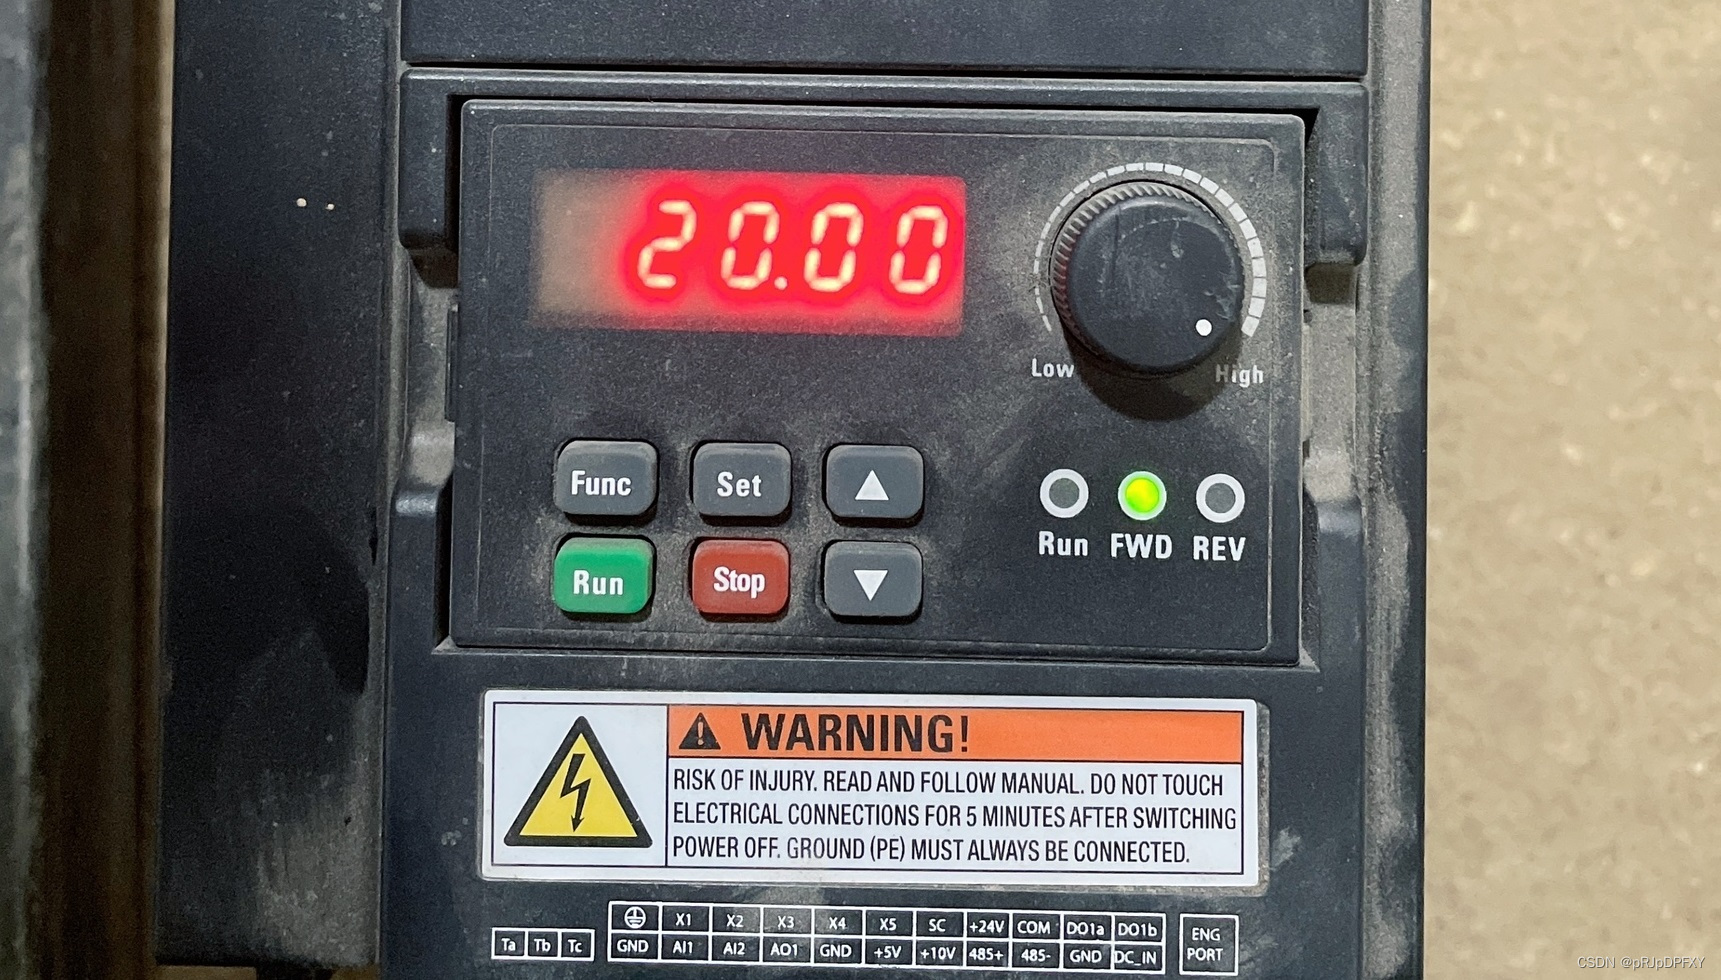 20.00
Low High
Func Set
Run Stop
Run FWD REV
WARNING!
RISK OF INJURY. READ AND FOLLOW MANUAL. DO NOT TOUCH
ELECTRICAL CONNECTIONS FOR 5 MINUTES AFTER SWITCHING
POWER OFF. GROUND (PE) MUST ALWAYS BE CONNECTED.
X1 X2 X3 X4 X5 SC +24V COM DO1a DO1b
Ta Tb Tc GND AI1 AI2 AO1 GND +5V +10V 485+ 485- GND DC_IN
ENG
PORT
CSDN @pRJpDPFXY